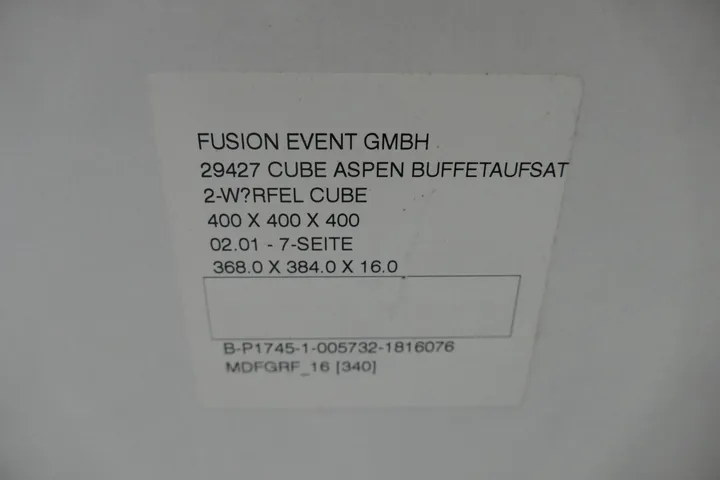 FUSION EVENT GMBH
29427 CUBE ASPEN BUFFETAUFSAT
2-W?RFEL CUBE
400 X 400 X 400
02.01 - 7-SEITE
368.0 X 384.0 X 16.0
B-P1745-1-005732-1816076
MDFGRF_16 [340]